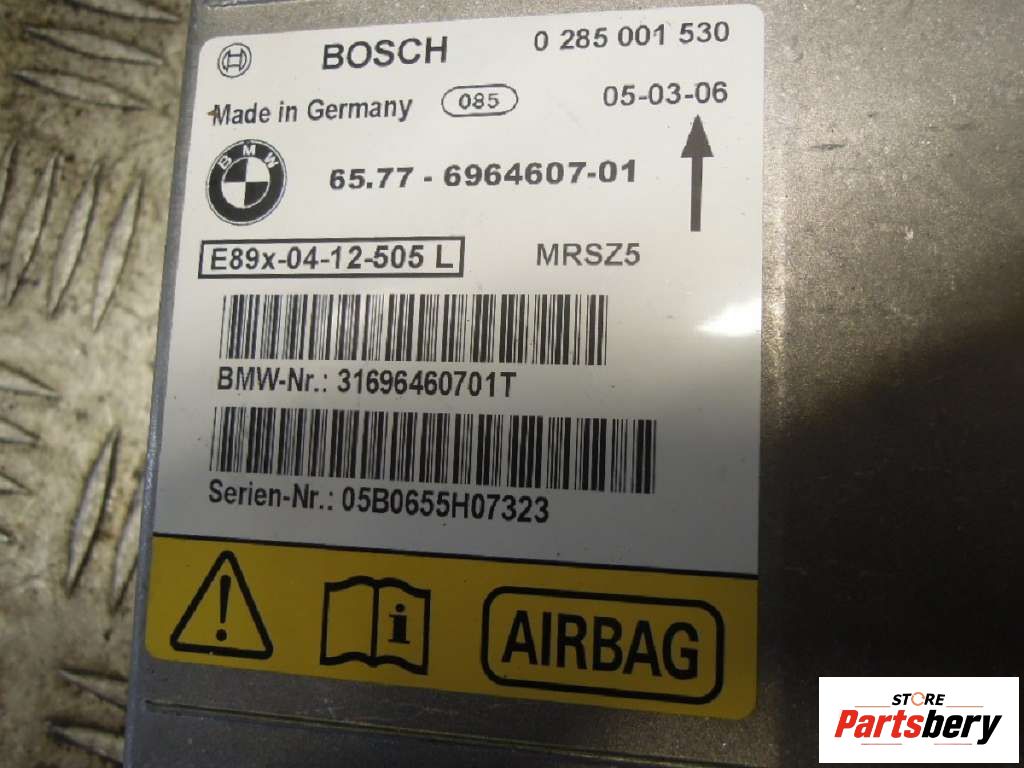 BOSCH 0 285 001 530
Made in Germany 085 05-03-06
BMW 65.77 - 6964607-01
E89x-04-12-505 L MRSZ5
BMW-Nr.: 31696460701T
Serien-Nr.: 05B0655H07323
! i AIRBAG
STORE
Partsbery